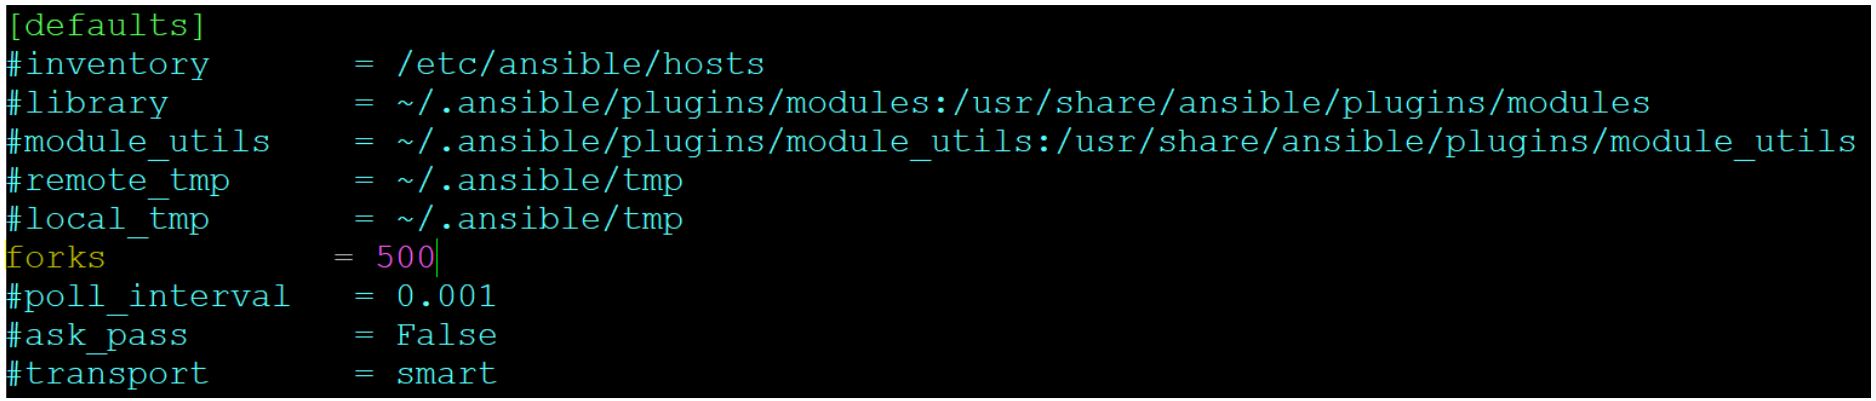 [defaults]
#inventory       = /etc/ansible/hosts
#library         = ~/.ansible/plugins/modules:/usr/share/ansible/plugins/modules
#module_utils    = ~/.ansible/plugins/module_utils:/usr/share/ansible/plugins/module_utils
#remote_tmp      = ~/.ansible/tmp
#local_tmp       = ~/.ansible/tmp
forks           = 500
#poll_interval   = 0.001
#ask_pass        = False
#transport       = smart